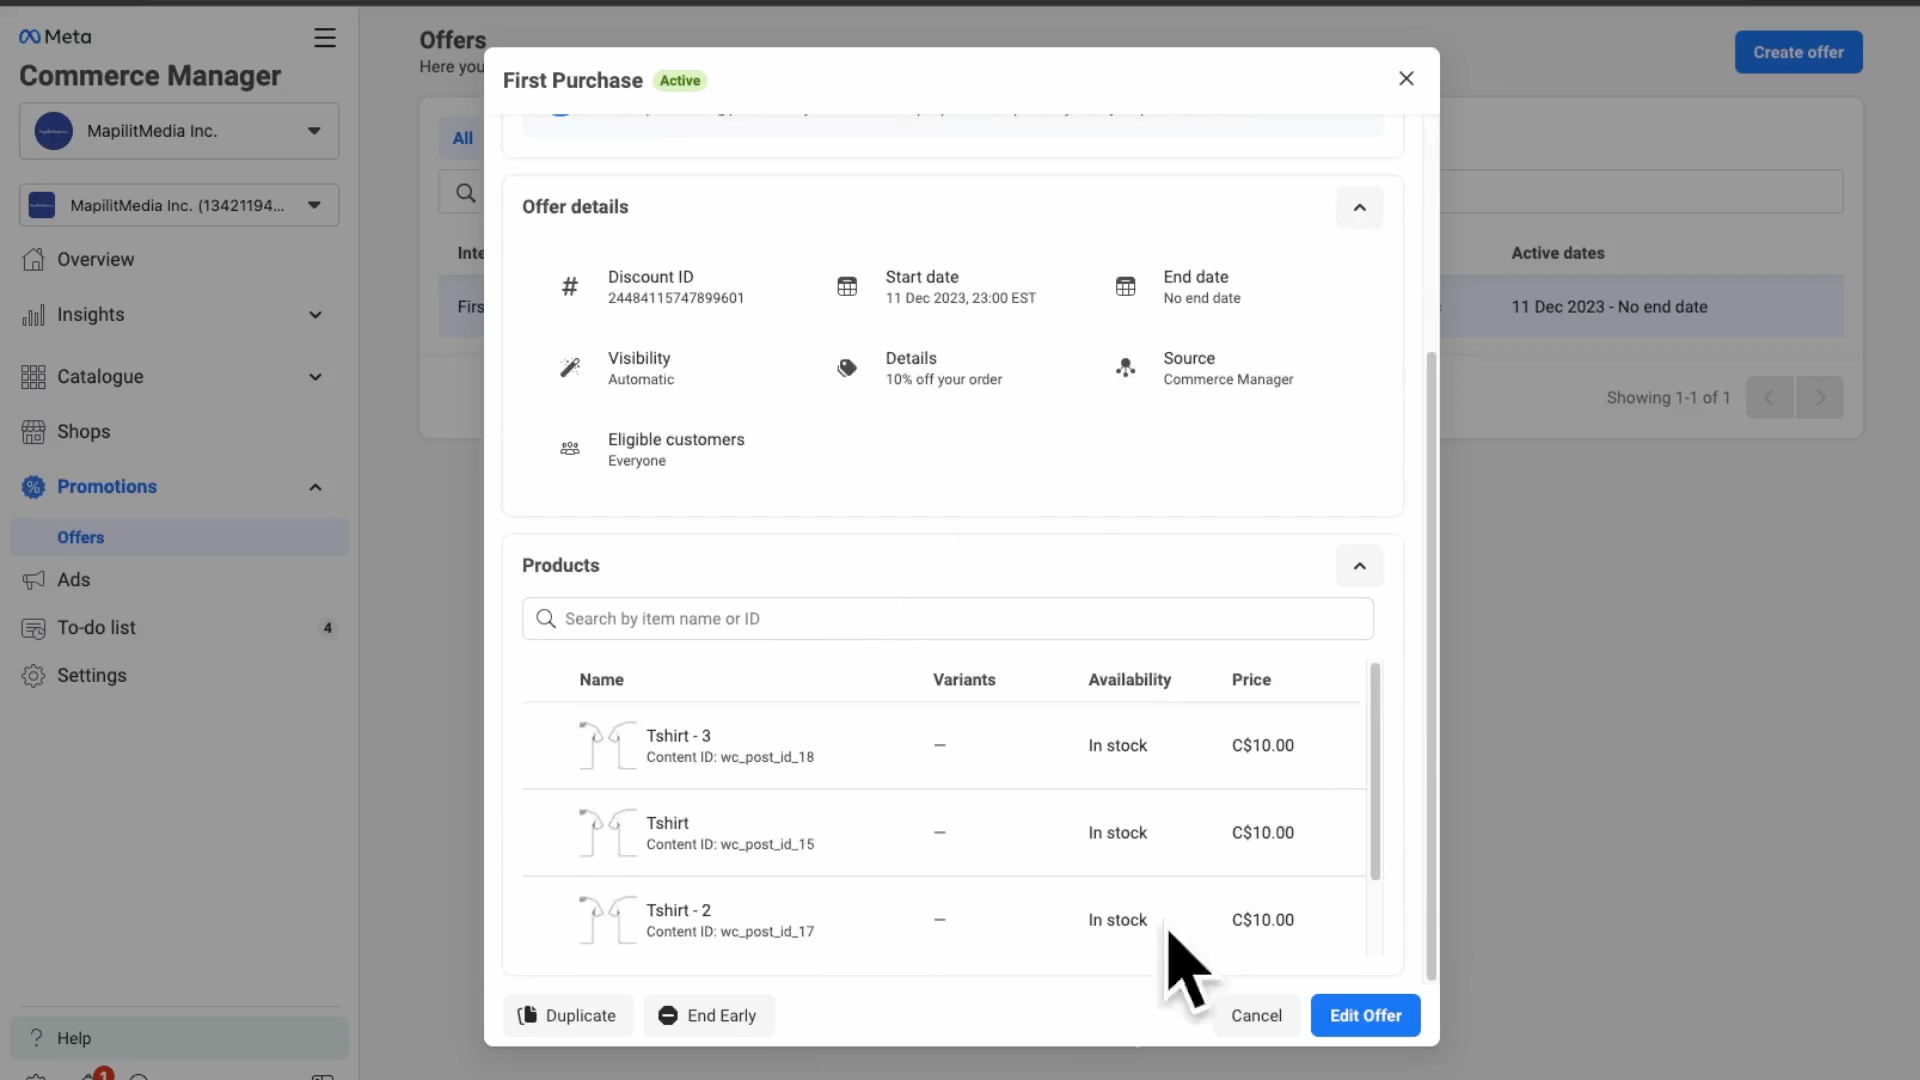 Meta
Commerce Manager
MapilitMedia Inc.
MapilitMedia Inc. (13421194...
Overview
Insights
Catalogue
Shops
Promotions
Offers
Ads
To-do list
4
Settings
? Help
1
Offers
Here you
Create offer
All
Inte
Active dates
Firs
11 Dec 2023 - No end date
Showing 1-1 of 1
First Purchase
Active
Offer details
# Discount ID
24484115747899601
Start date
11 Dec 2023, 23:00 EST
End date
No end date
Visibility
Automatic
Details
10% off your order
Source
Commerce Manager
Eligible customers
Everyone
Products
Search by item name or ID
Name Variants Availability Price
Tshirt - 3
Content ID: wc_post_id_18
— In stock C$10.00
Tshirt
Content ID: wc_post_id_15
— In stock C$10.00
Tshirt - 2
Content ID: wc_post_id_17
— In stock C$10.00
Duplicate
End Early
Cancel
Edit Offer